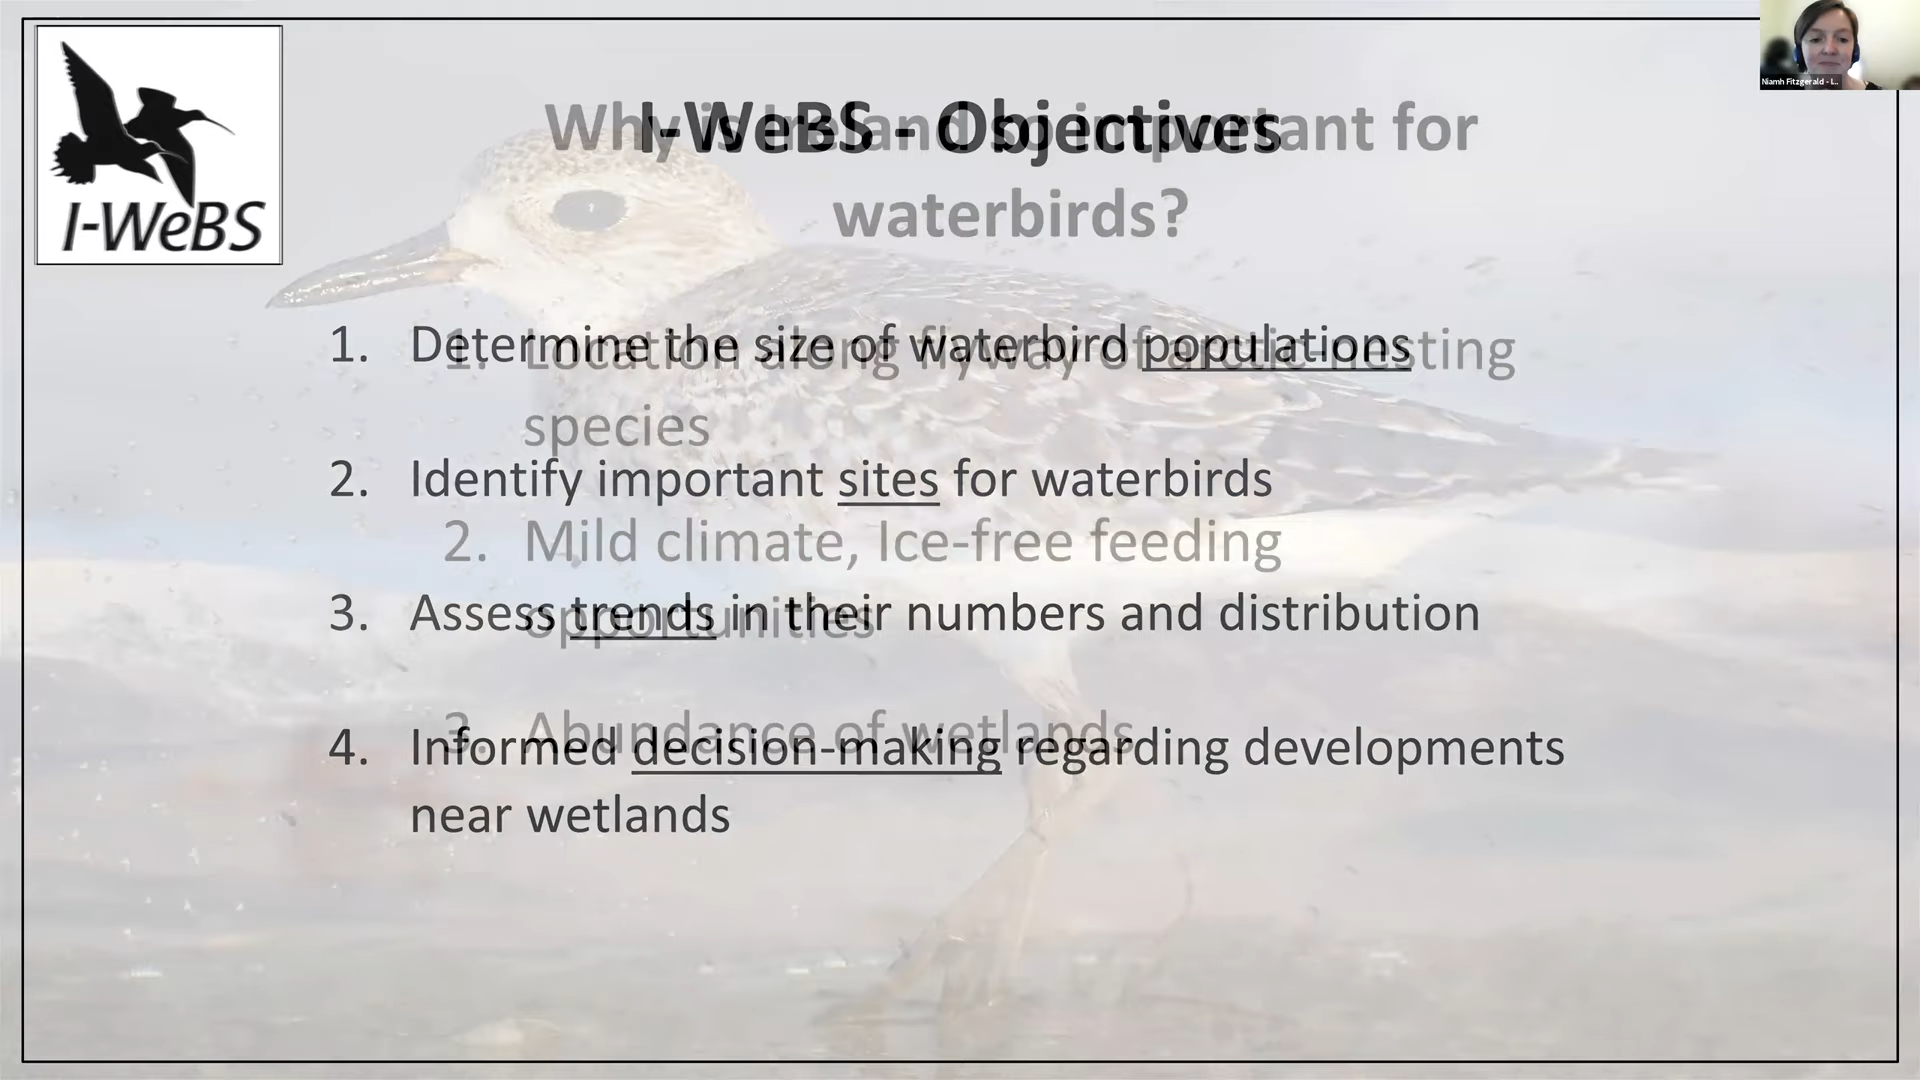 I-WeBS
I-WeBS - Objectives
Why is Ireland so important for
waterbirds?
1. Determine the size of waterbird populations
2. Identify important sites for waterbirds
3. Assess trends in their numbers and distribution
4. Informed decision-making regarding developments
near wetlands
1. Location along flyway of arctic-nesting
species
2. Mild climate, Ice-free feeding
opportunities
3. Abundance of wetlands
Niamh Fitzgerald - I...